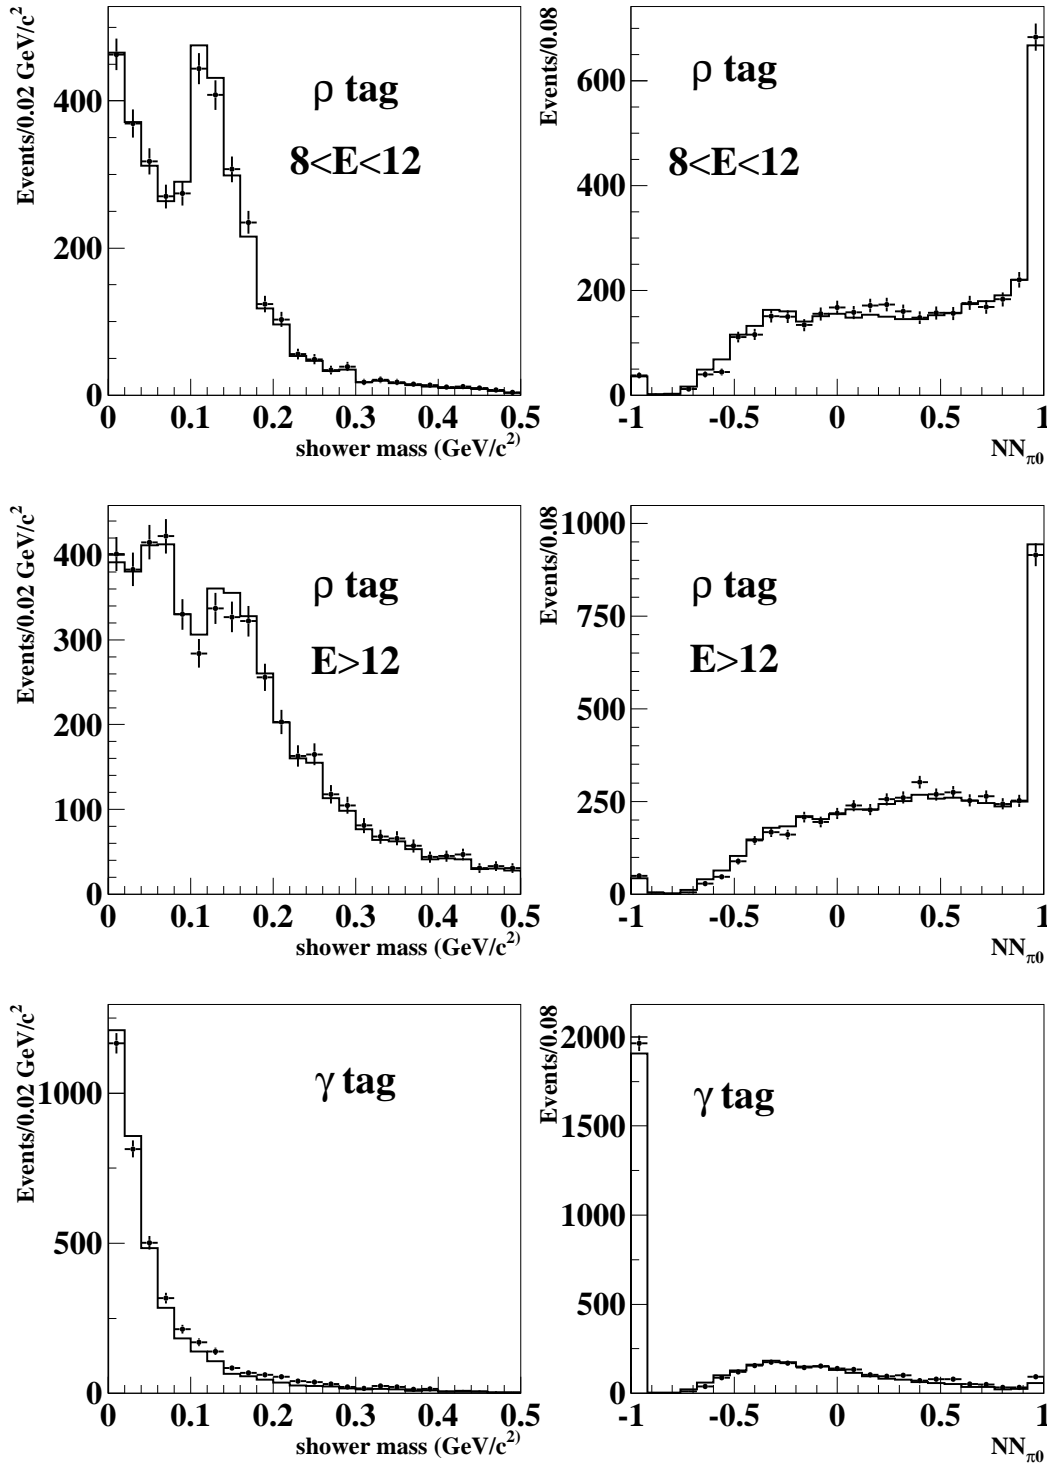 Events/0.02 GeV/c²
400
200
0
ρ tag
8<E<12
0 0.1 0.2 0.3 0.4 0.5
shower mass (GeV/c²)
Events/0.08
600
400
200
0
ρ tag
8<E<12
-1 -0.5 0 0.5 1
NN_π0
Events/0.02 GeV/c²
400
300
200
100
0
ρ tag
E>12
0 0.1 0.2 0.3 0.4 0.5
shower mass (GeV/c²)
Events/0.08
1000
750
500
250
0
ρ tag
E>12
-1 -0.5 0 0.5 1
NN_π0
Events/0.02 GeV/c²
1000
500
0
γ tag
0 0.1 0.2 0.3 0.4 0.5
shower mass (GeV/c²)
Events/0.08
2000
1500
1000
500
0
γ tag
-1 -0.5 0 0.5 1
NN_π0